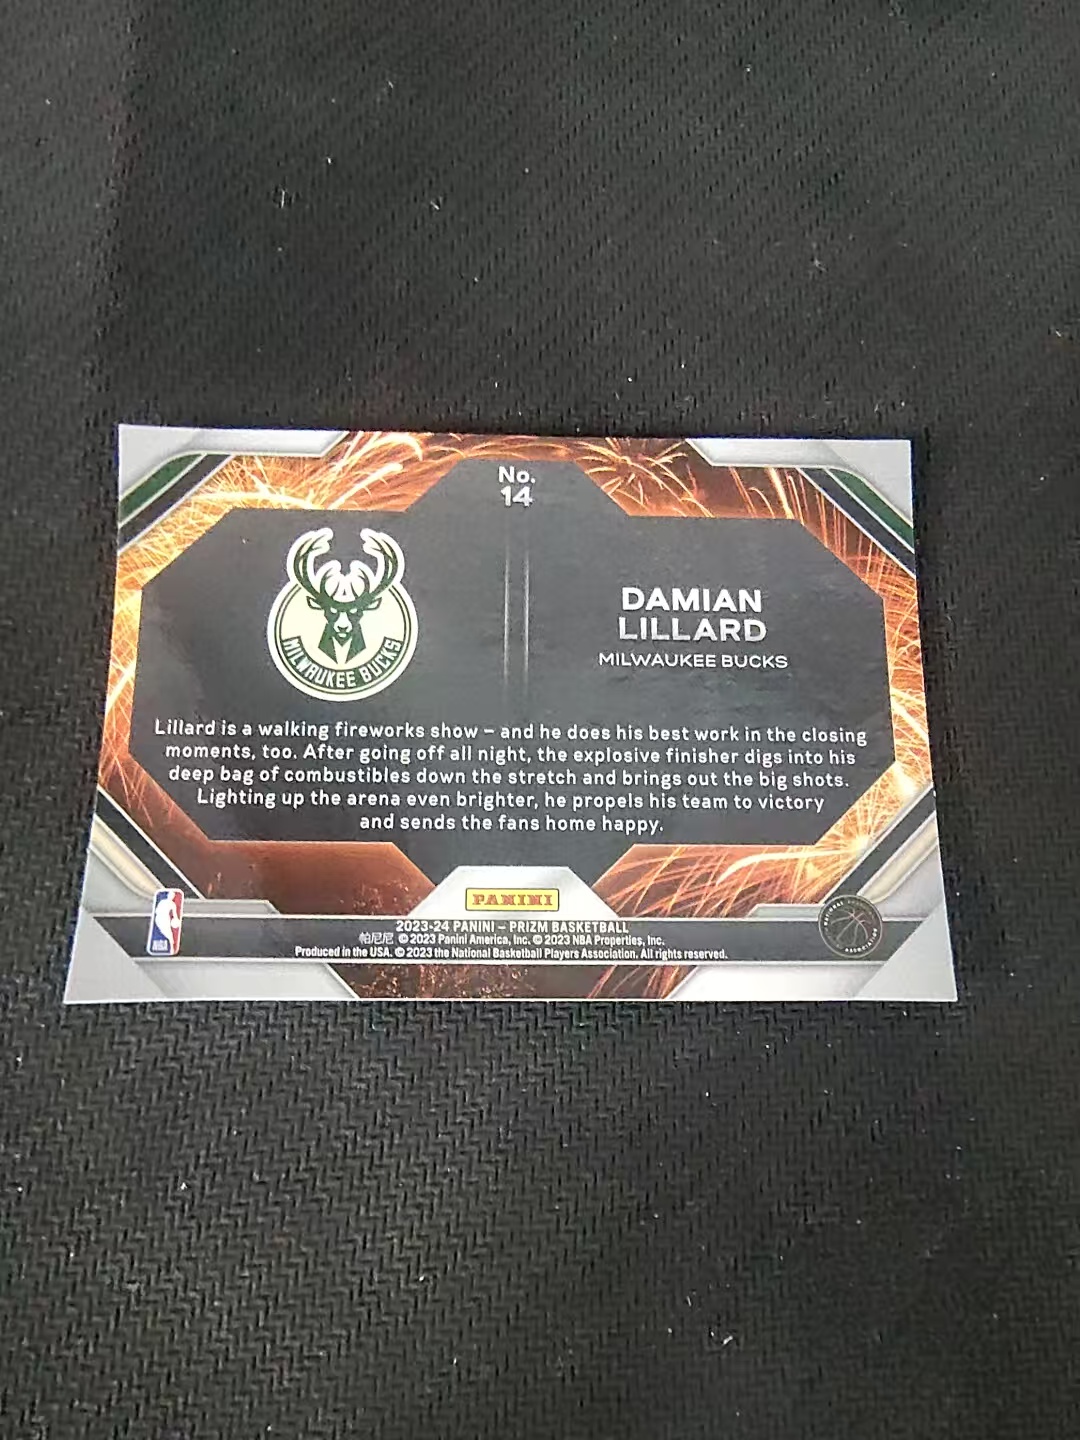 No.
14
MILWAUKEE BUCKS
DAMIAN
LILLARD
MILWAUKEE BUCKS
Lillard is a walking fireworks show – and he does his best work in the closing
moments, too. After going off all night, the explosive finisher digs into his
deep bag of combustibles down the stretch and brings out the big shots.
Lighting up the arena even brighter, he propels his team to victory
and sends the fans home happy.
PANINI
NBA
2023-24 PANINI – PRIZM BASKETBALL
帕尼尼 © 2023 Panini America, Inc. © 2023 NBA Properties, Inc.
Produced in the USA. © 2023 the National Basketball Players Association. All rights reserved.